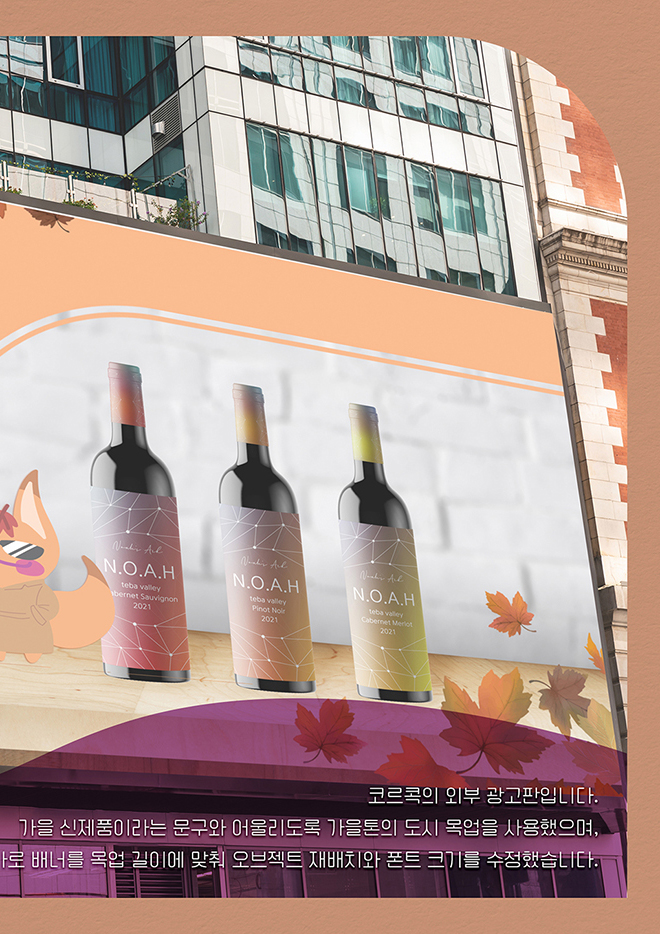 Noah's Ark
N.O.A.H
teba valley
Cabernet Sauvignon
2021
Noah's Ark
N.O.A.H
teba valley
Pinot Noir
2021
Noah's Ark
N.O.A.H
teba valley
Cabernet Merlot
2021
코르콕의 외부 광고판입니다.
가을 신제품이라는 문구와 어울리도록 가을톤의 도시 목업을 사용했으며,
배너를 목업 길이에 맞춰 오브젝트 재배치와 폰트 크기를 수정했습니다.